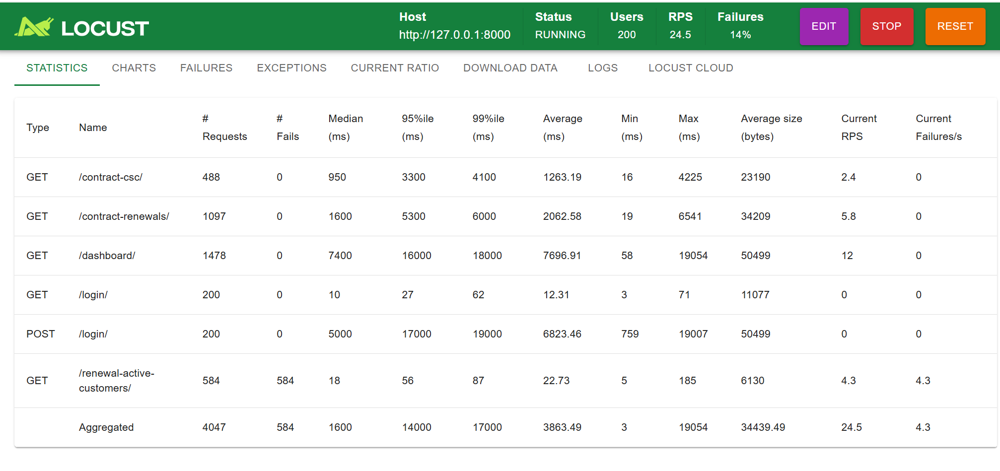 LOCUST
Host Status Users RPS Failures
http://127.0.0.1:8000 RUNNING 200 24.5 14%
EDIT STOP RESET
STATISTICS CHARTS FAILURES EXCEPTIONS CURRENT RATIO DOWNLOAD DATA LOGS LOCUST CLOUD
Type Name # Requests # Fails Median (ms) 95%ile (ms) 99%ile (ms) Average (ms) Min (ms) Max (ms) Average size (bytes) Current RPS Current Failures/s
GET /contract-csc/ 488 0 950 3300 4100 1263.19 16 4225 23190 2.4 0
GET /contract-renewals/ 1097 0 1600 5300 6000 2062.58 19 6541 34209 5.8 0
GET /dashboard/ 1478 0 7400 16000 18000 7696.91 58 19054 50499 12 0
GET /login/ 200 0 10 27 62 12.31 3 71 11077 0 0
POST /login/ 200 0 5000 17000 19000 6823.46 759 19007 50499 0 0
GET /renewal-active-customers/ 584 584 18 56 87 22.73 5 185 6130 4.3 4.3
Aggregated 4047 584 1600 14000 17000 3863.49 3 19054 34439.49 24.5 4.3